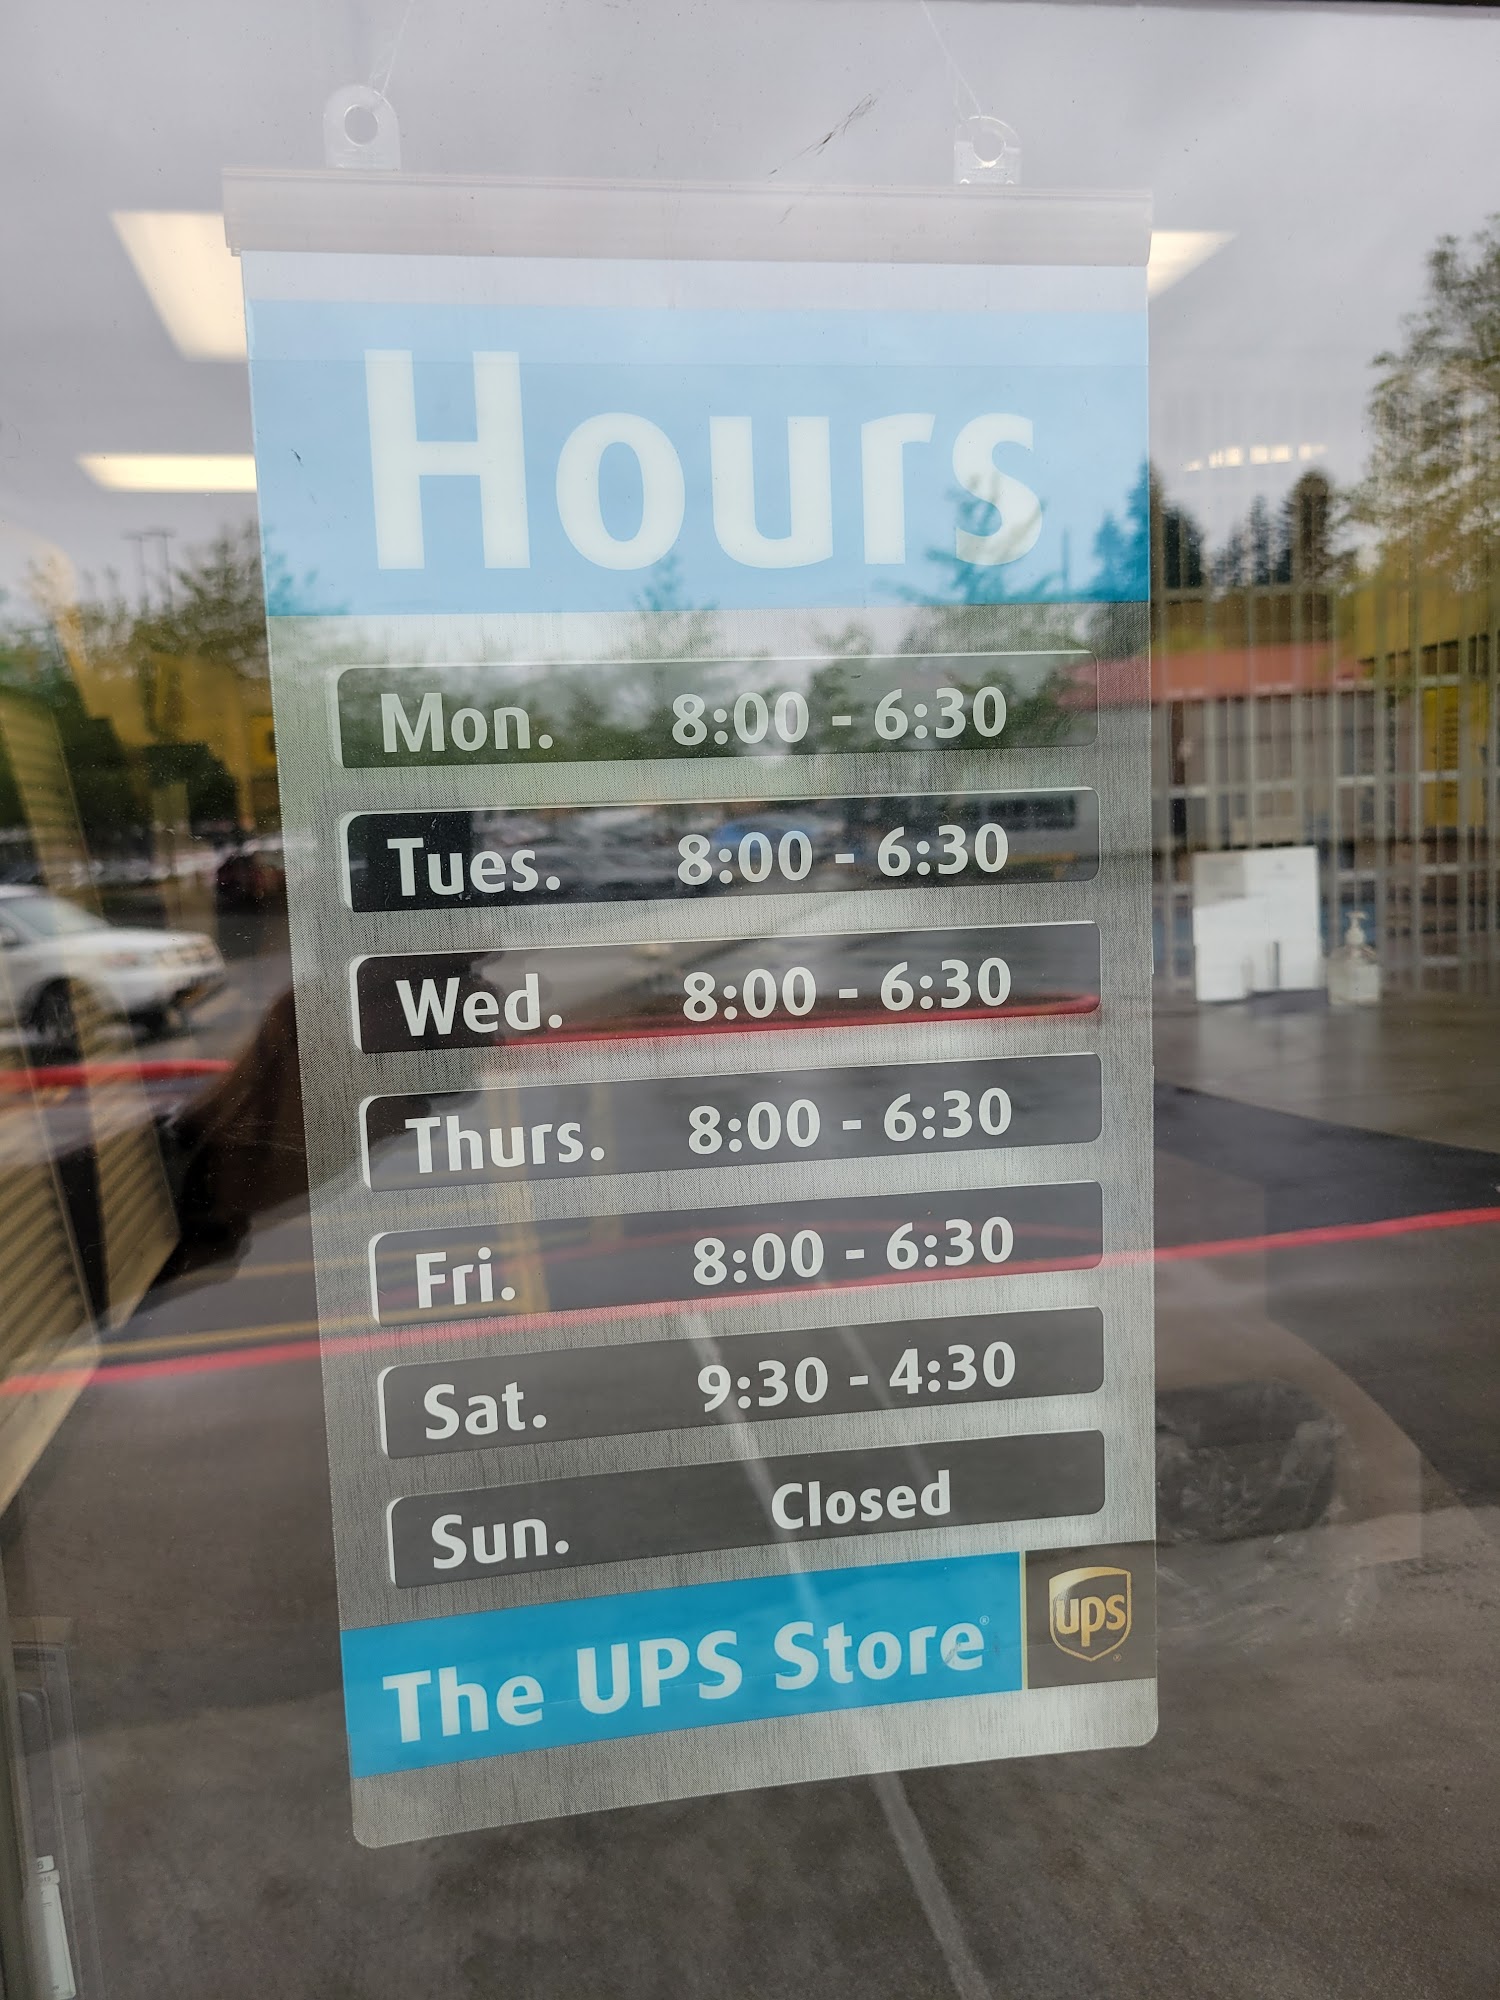 Hours
Mon. 8:00 - 6:30
Tues. 8:00 - 6:30
Wed. 8:00 - 6:30
Thurs. 8:00 - 6:30
Fri. 8:00 - 6:30
Sat. 9:30 - 4:30
Sun. Closed
The UPS Store®
ups®